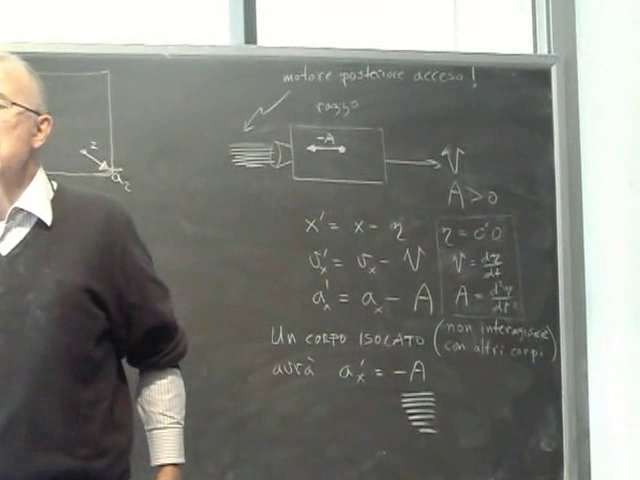 motore posteriore acceso!
razzo
-A
V
A>0
z
a₂
x' = x - η
η = O'O
v'ₓ = vₓ - V
V = dη/dt
a'ₓ = aₓ - A
A = d²η/dt²
Un CORPO ISOLATO (non interagisce
con altri corpi)
avrà a'ₓ = -A